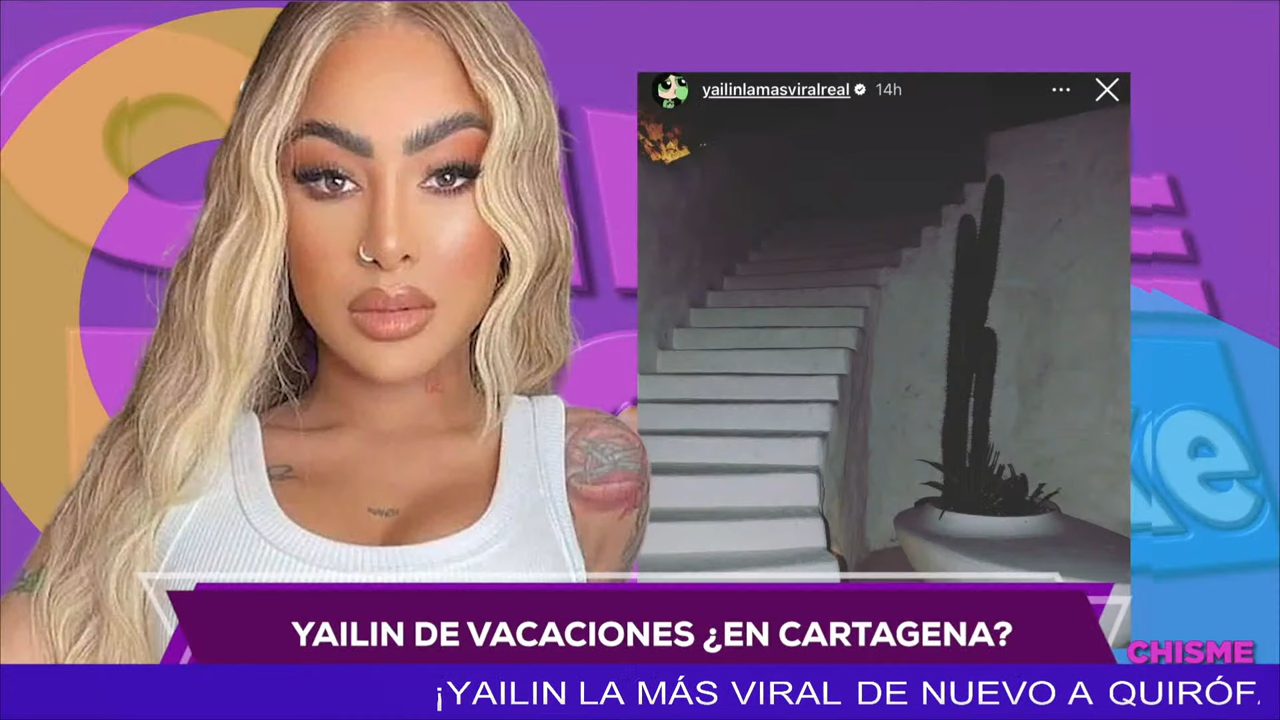 yailinlamasviralreal 14h
YAILIN DE VACACIONES ¿EN CARTAGENA?
CHISME
¡YAILIN LA MÁS VIRAL DE NUEVO A QUIRÓF